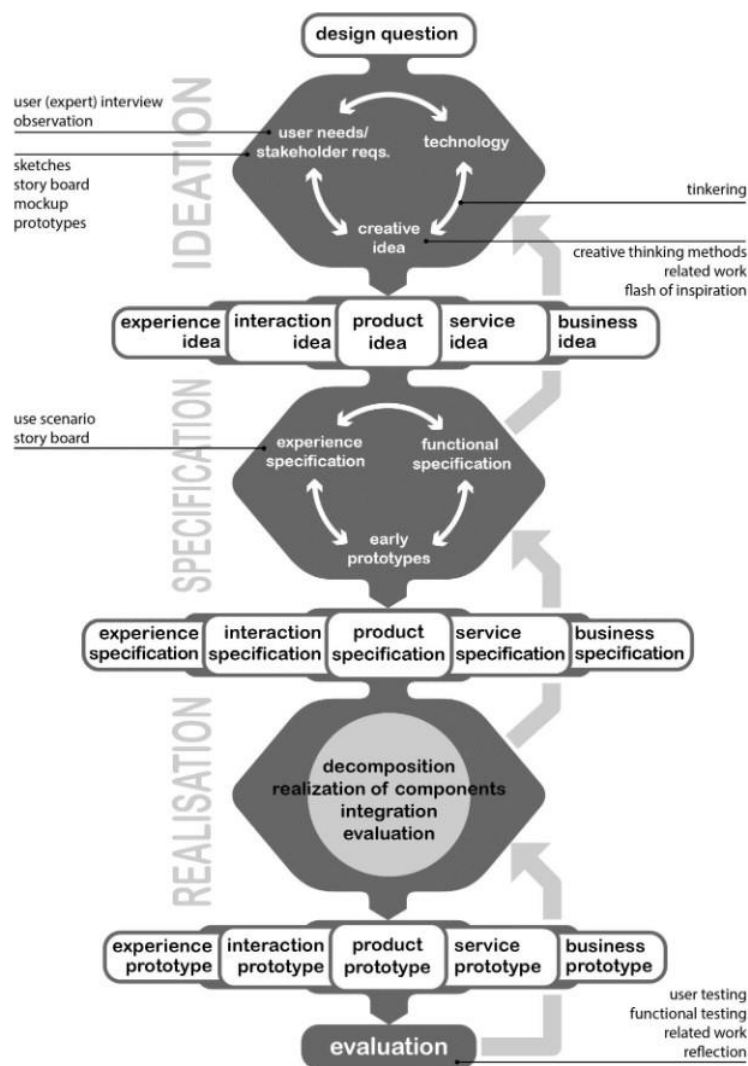 design question
IDEATION
user (expert) interview
observation
sketches
story board
mockup
prototypes
user needs/
stakeholder reqs.
technology
creative
idea
tinkering
creative thinking methods
related work
flash of inspiration
experience
idea
interaction
idea
product
idea
service
idea
business
idea
SPECIFICATION
use scenario
story board
experience
specification
functional
specification
early
prototypes
experience
specification
interaction
specification
product
specification
service
specification
business
specification
REALISATION
decomposition
realization of components
integration
evaluation
experience
prototype
interaction
prototype
product
prototype
service
prototype
business
prototype
evaluation
user testing
functional testing
related work
reflection